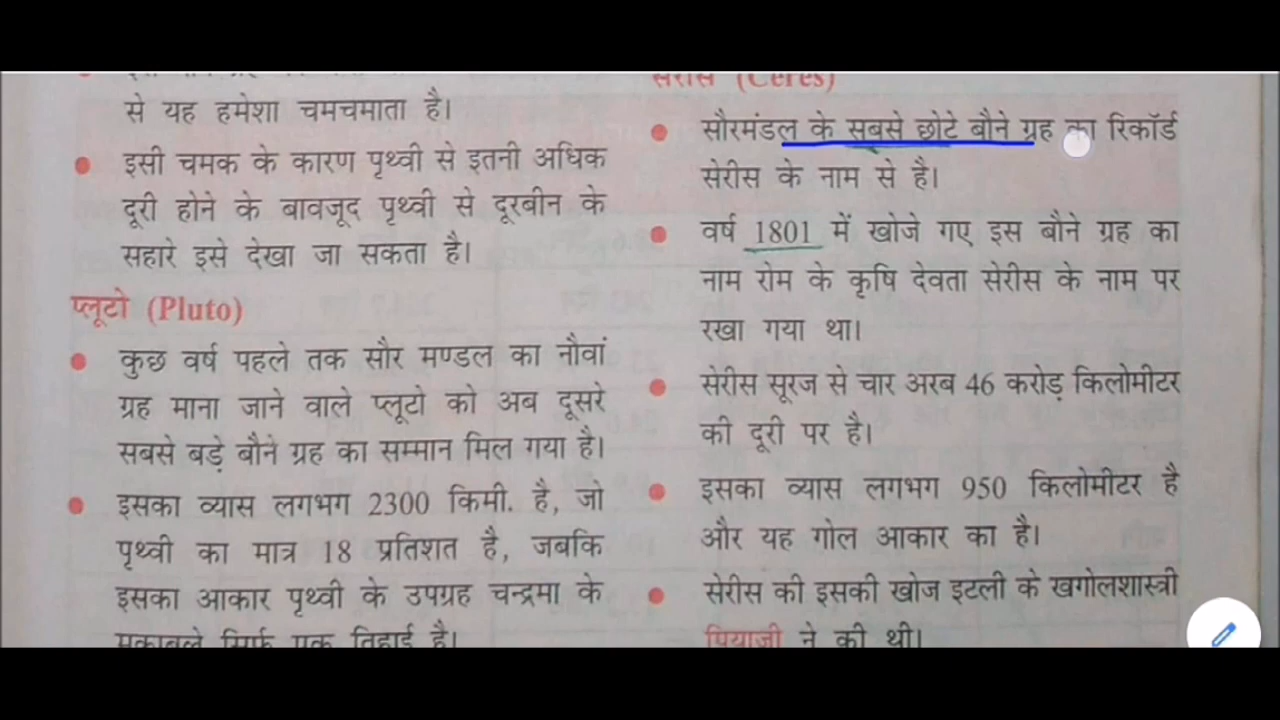 से यह हमेशा चमचमाता है।
इसी चमक के कारण पृथ्वी से इतनी अधिक
दूरी होने के बावजूद पृथ्वी से दूरबीन के
सहारे इसे देखा जा सकता है।
प्लूटो (Pluto)
कुछ वर्ष पहले तक सौर मण्डल का नौवां
ग्रह माना जाने वाले प्लूटो को अब दूसरे
सबसे बड़े बौने ग्रह का सम्मान मिल गया है।
इसका व्यास लगभग 2300 किमी. है, जो
पृथ्वी का मात्र 18 प्रतिशत है, जबकि
इसका आकार पृथ्वी के उपग्रह चन्द्रमा के
मुकाबले सिर्फ एक तिहाई है।
सेरीस (Ceres)
सौरमंडल के सबसे छोटे बौने ग्रह का रिकॉर्ड
सेरीस के नाम से है।
वर्ष 1801 में खोजे गए इस बौने ग्रह का
नाम रोम के कृषि देवता सेरीस के नाम पर
रखा गया था।
सेरीस सूरज से चार अरब 46 करोड़ किलोमीटर
की दूरी पर है।
इसका व्यास लगभग 950 किलोमीटर है
और यह गोल आकार का है।
सेरीस की इसकी खोज इटली के खगोलशास्त्री
पियाजी ने की थी।